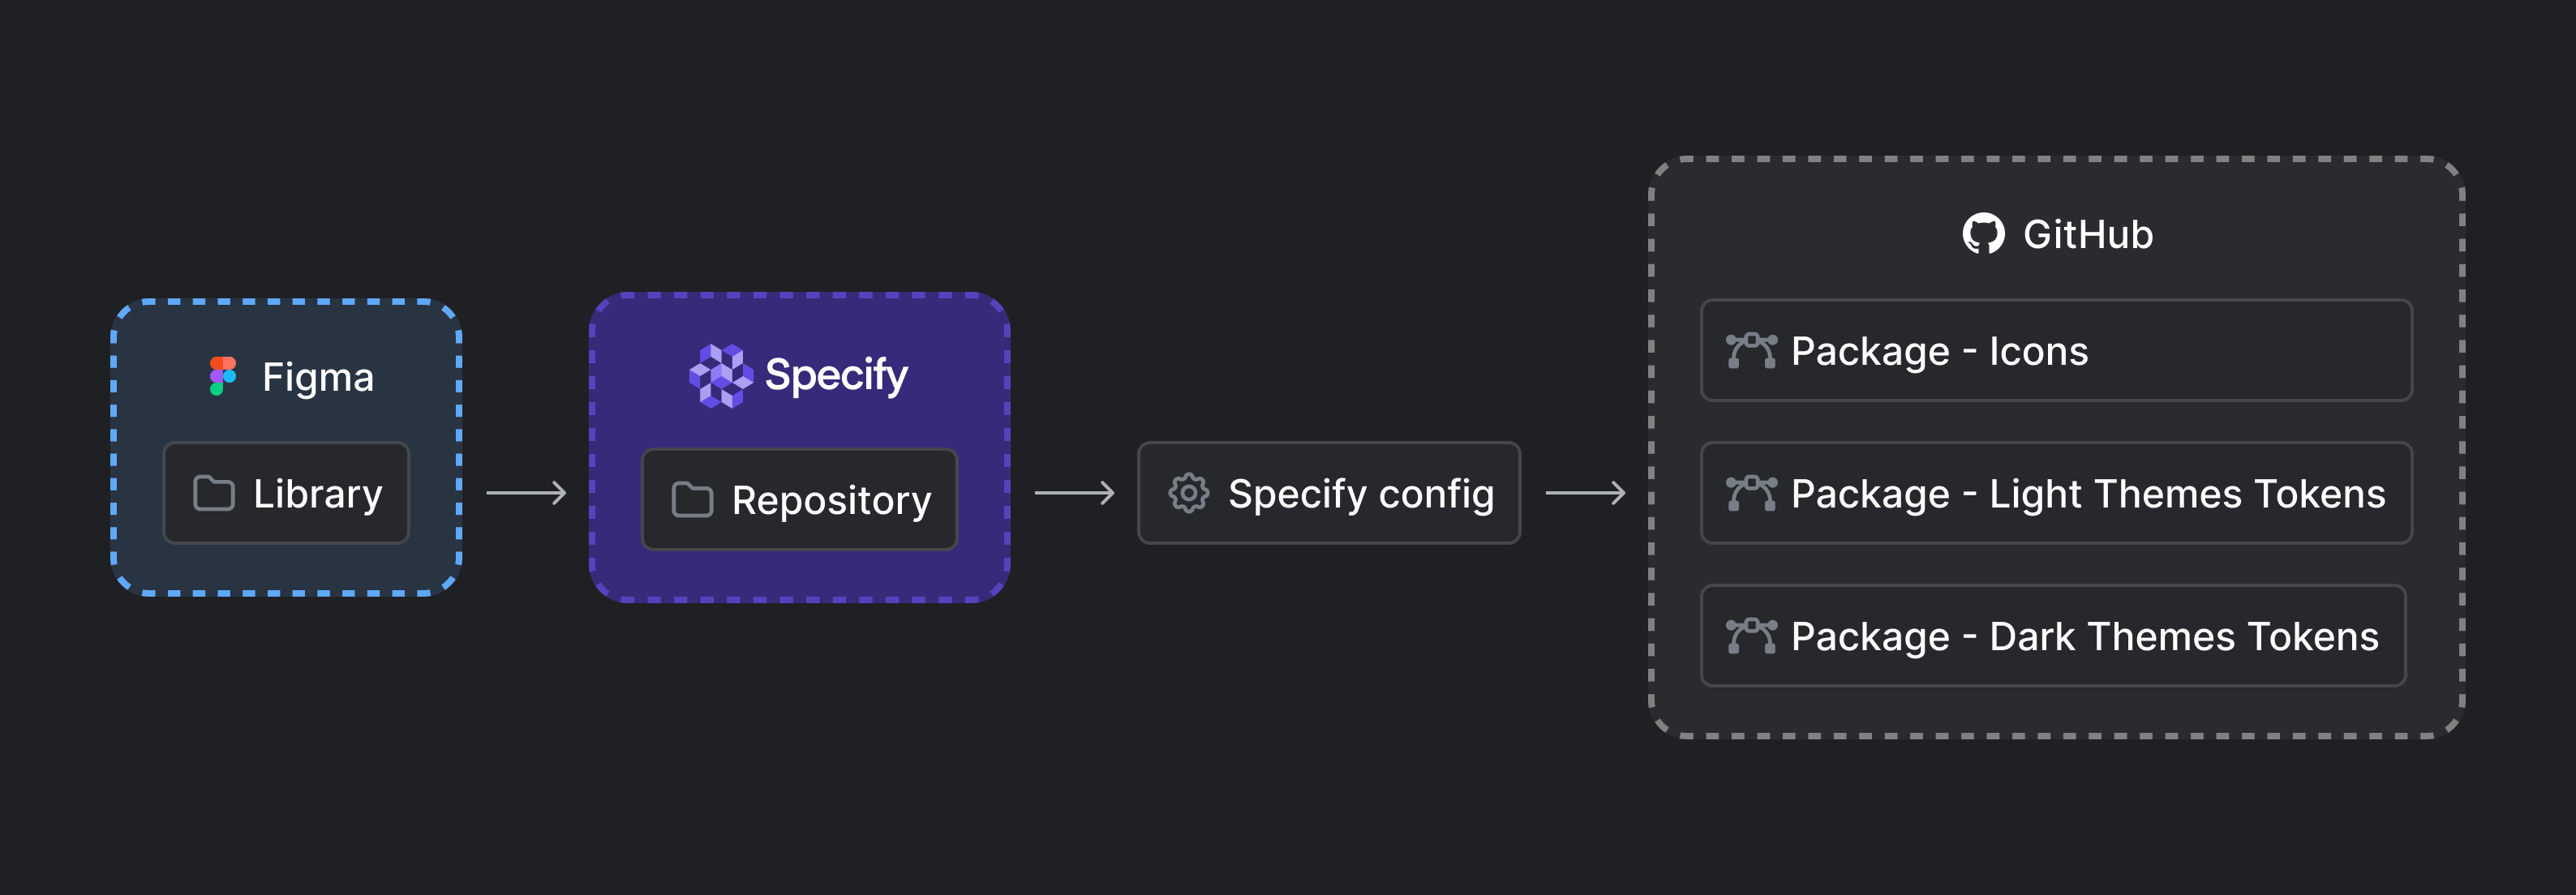 Figma
Library
Specify
Repository
Specify config
GitHub
Package - Icons
Package - Light Themes Tokens
Package - Dark Themes Tokens